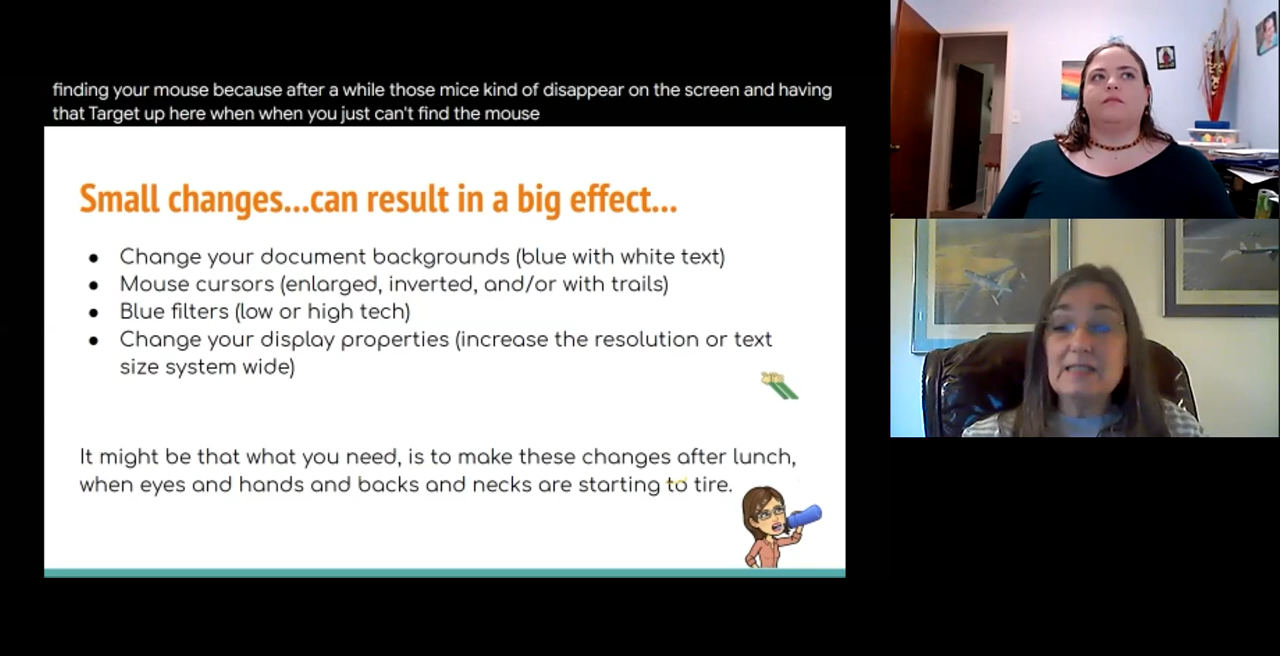 finding your mouse because after a while those mice kind of disappear on the screen and having
that Target up here when when you just can't find the mouse
Small changes...can result in a big effect...
● Change your document backgrounds (blue with white text)
● Mouse cursors (enlarged, inverted, and/or with trails)
● Blue filters (low or high tech)
● Change your display properties (increase the resolution or text
size system wide)
It might be that what you need, is to make these changes after lunch,
when eyes and hands and backs and necks are starting to tire.